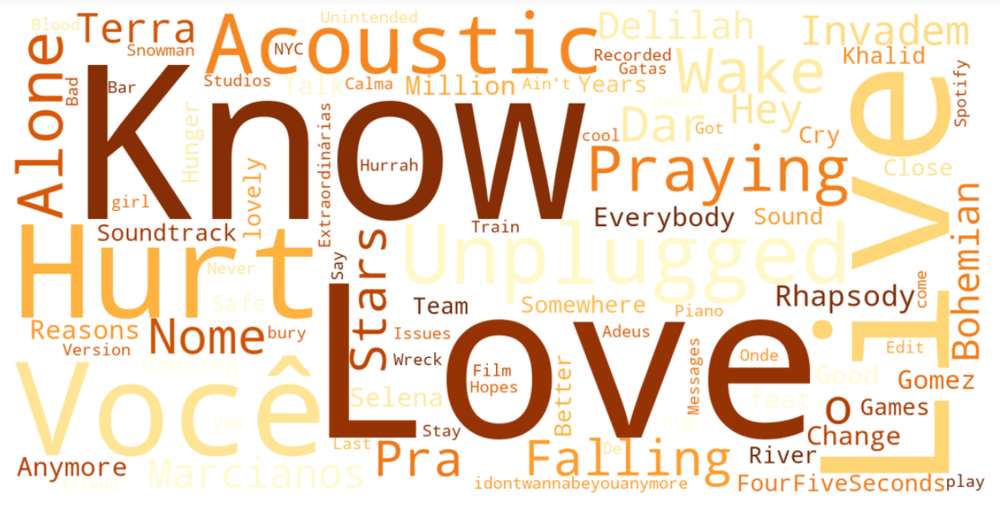 Blood
Terra
Snowman
Acoustic
NYC
Unintended
Delilah
Invadem
Khalid
Recorded
Gatas
Wake
Spotify
Alone
Bad
Bar
Studios
Talk
Calma
Million
Ain't
Years
Radio
Hey
Know
Hunger
Extraordinárias
Hurrah
cool
Dar
Got
Cry
Live
Close
girl
lovely
Praying
Soundtrack
Train
Everybody
Sound
Bohemian
Hurt
Never
Say
Stars
Unplugged
Safe
Team
Somewhere
Piano
Rhapsody
come
Reasons
Version
Nome
bury
Issues
Love
Adeus
Edit
Você
Dancing
Wreck
Film
Hopes
Messages
Onde
Good
Gomez
Selena
Better
feat
o
Games
Vem
High
Stay
Last
Change
Anymore
friend
Marcianos
Pra
Falling
De
River
idontwannabeyouanymore
FourFiveSeconds
play